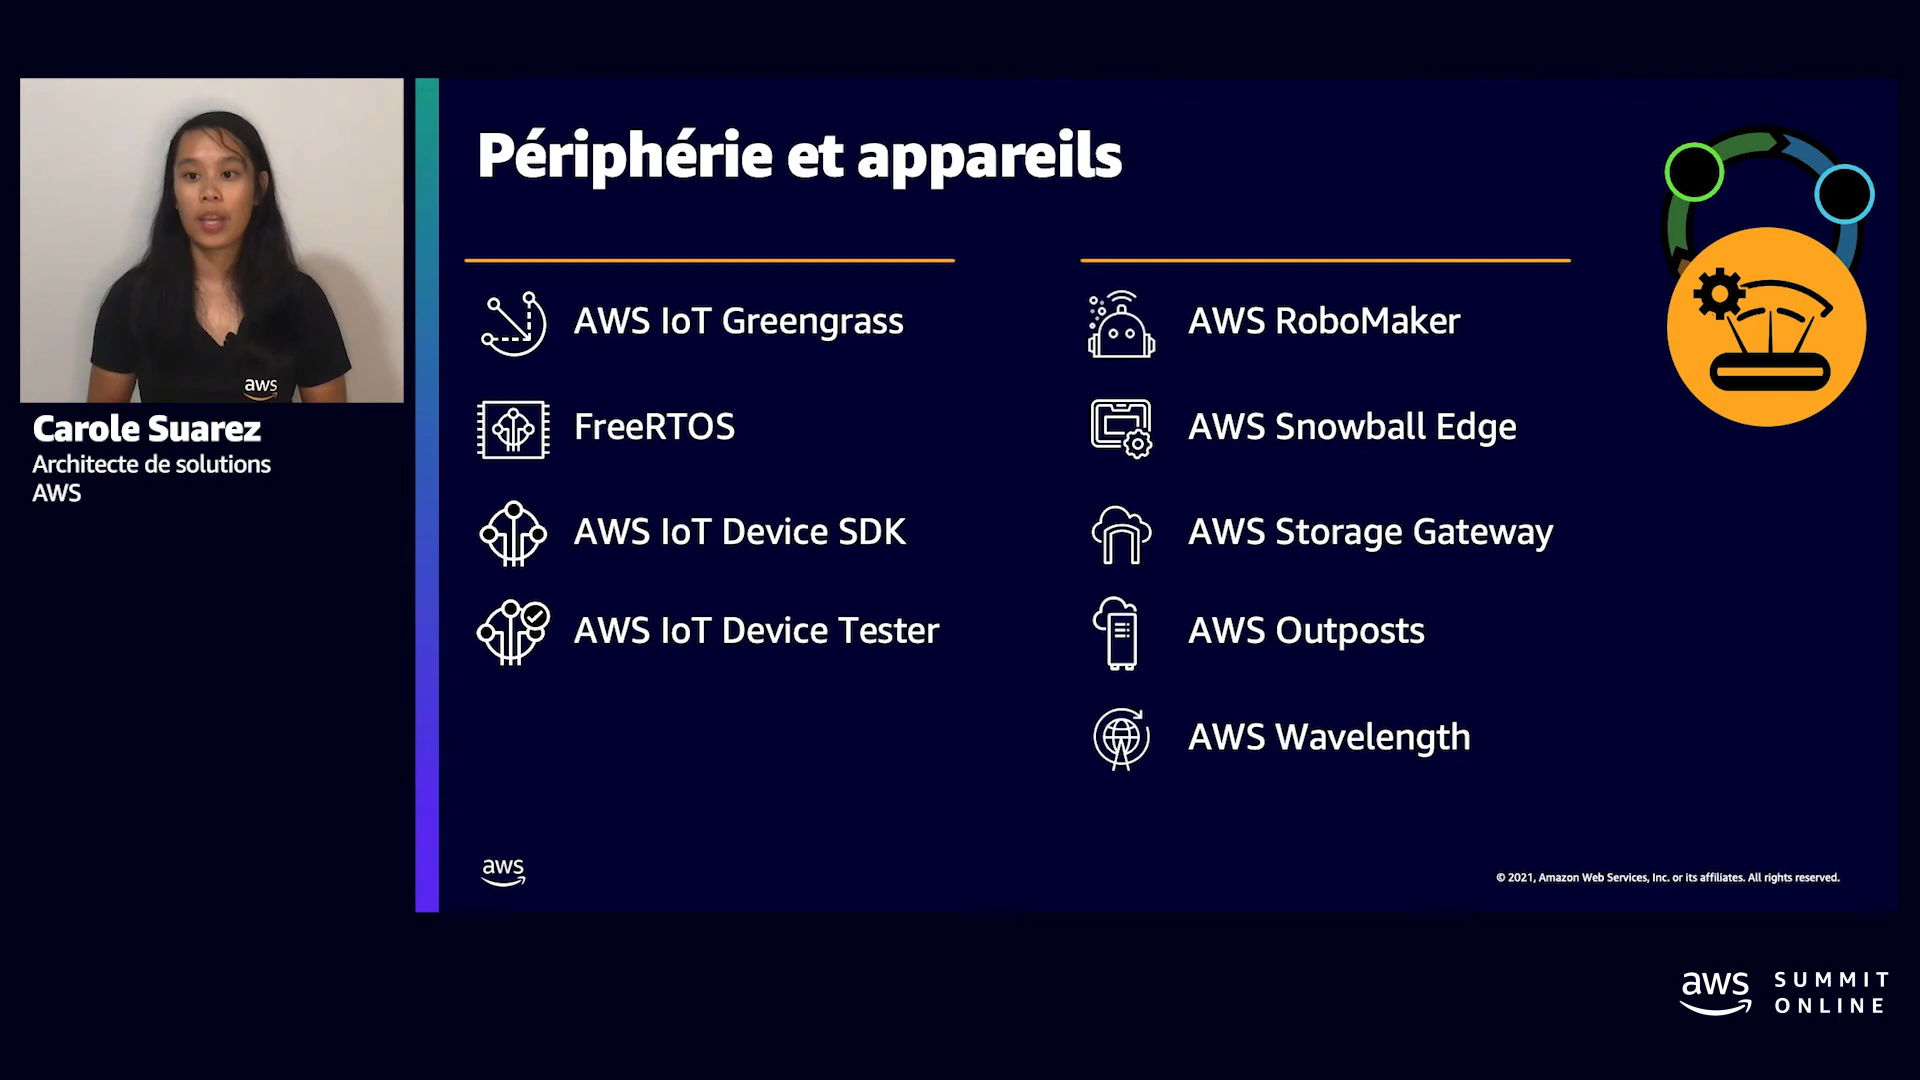 aws
Carole Suarez
Architecte de solutions
AWS
Périphérie et appareils
AWS IoT Greengrass
FreeRTOS
AWS IoT Device SDK
AWS IoT Device Tester
AWS RoboMaker
AWS Snowball Edge
AWS Storage Gateway
AWS Outposts
AWS Wavelength
aws
© 2021, Amazon Web Services, Inc. or its affiliates. All rights reserved.
aws SUMMIT
ONLINE